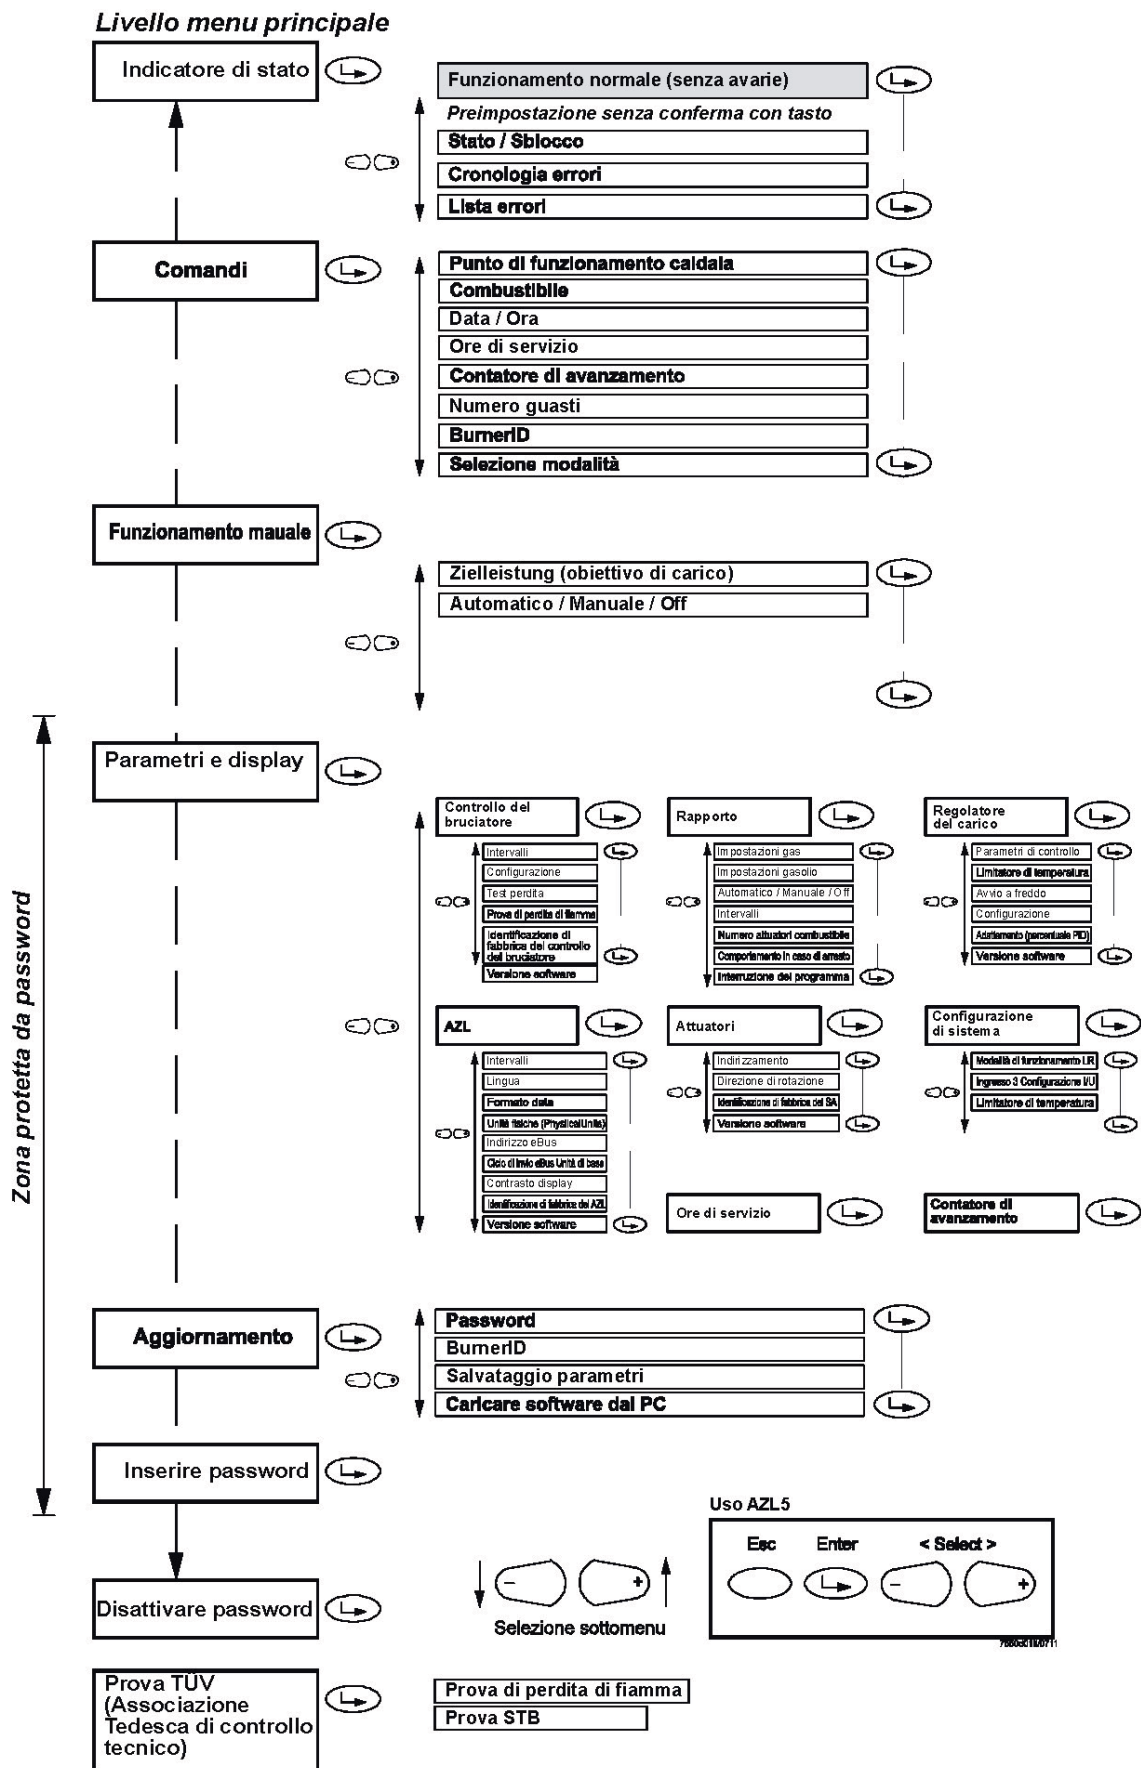 Livello menu principale
Indicatore di stato
Funzionamento normale (senza avarie)
Preimpostazione senza conferma con tasto
Stato / Sblocco
Cronologia errori
Lista errori
Comandi
Punto di funzionamento caldaia
Combustibile
Data / Ora
Ore di servizio
Contatore di avanzamento
Numero guasti
BurnerID
Selezione modalità
Funzionamento mauale
Zielleistung (obiettivo di carico)
Automatico / Manuale / Off
Zona protetta da password
Parametri e display
Controllo del
bruciatore
Intervalli
Configurazione
Test perdita
Prova di perdita di fiamma
Identificazione di
fabbrica del controllo
del bruciatore
Versione software
Rapporto
Impostazioni gas
Impostazioni gasolio
Automatico / Manuale / Off
Intervalli
Numero attuatori combustibile
Comportamento in caso di arresto
Interruzione del programma
Regolatore
del carico
Parametri di controllo
Limitatore di temperatura
Avvio a freddo
Configurazione
Adattamento (percentuale PID)
Versione software
AZL
Intervalli
Lingua
Formato data
Unità fisiche (PhysicalUnits)
Indirizzo eBus
Ciclo di invio eBus Unità di base
Contrasto display
Identificazione di fabbrica del AZL
Versione software
Attuatori
Indirizzamento
Direzione di rotazione
Identificazione di fabbrica del SA
Versione software
Configurazione
di sistema
Modalità di funzionamento LR
Ingresso 3 Configurazione I/U
Limitatore di temperatura
Ore di servizio
Contatore di
avanzamento
Aggiornamento
Password
BurnerID
Salvataggio parametri
Caricare software dal PC
Inserire password
Disattivare password
Selezione sottomenu
Uso AZL5
Esc Enter < Select >
- +
- +
Prova TÜV
(Associazione
Tedesca di controllo
tecnico)
Prova di perdita di fiamma
Prova STB